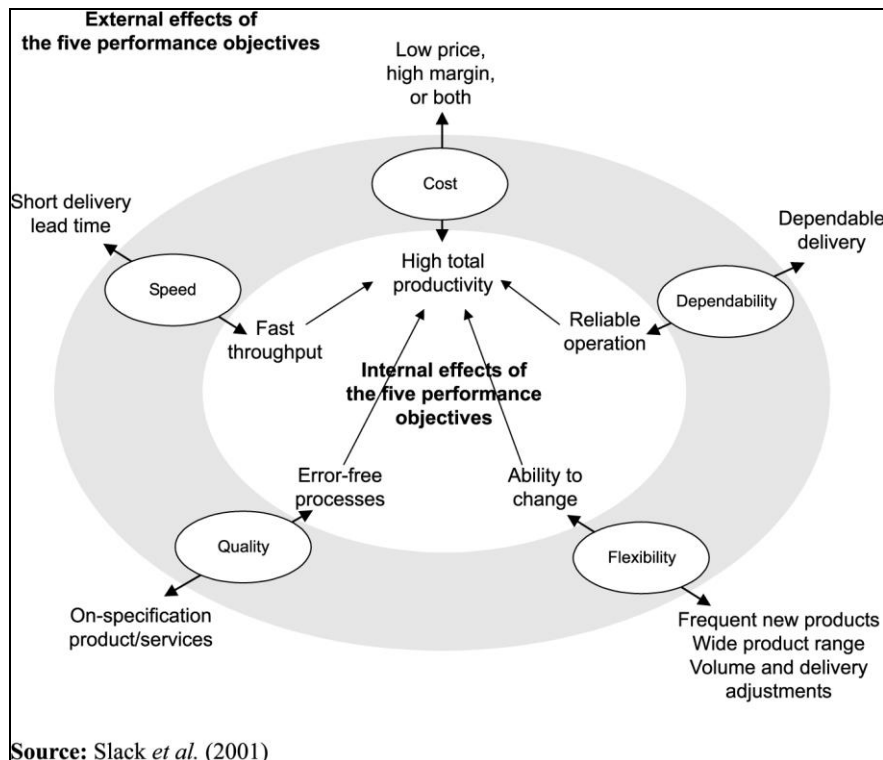 External effects of
the five performance objectives
Low price,
high margin,
or both
Cost
Short delivery
lead time
Dependable
delivery
High total
productivity
Speed
Dependability
Fast
throughput
Reliable
operation
Internal effects of
the five performance
objectives
Error-free
processes
Ability to
change
Quality
Flexibility
On-specification
product/services
Frequent new products
Wide product range
Volume and delivery
adjustments
Source: Slack et al. (2001)